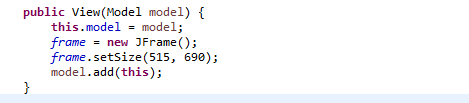 public View(Model model) {
    this.model = model;
    frame = new JFrame();
    frame.setSize(515, 690);
    model.add(this);
}